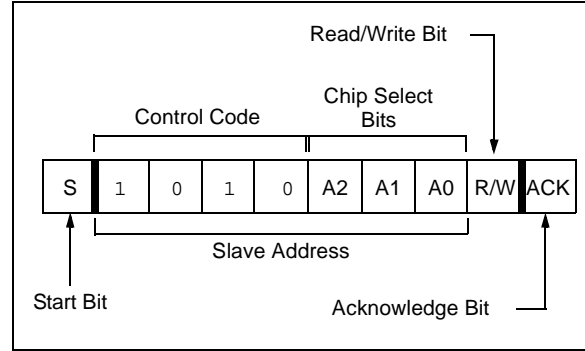 Read/Write Bit
Chip Select
Control Code
Bits
S 1 0 1 0 A2 A1 A0 R/W ACK
Slave Address
Start Bit
Acknowledge Bit